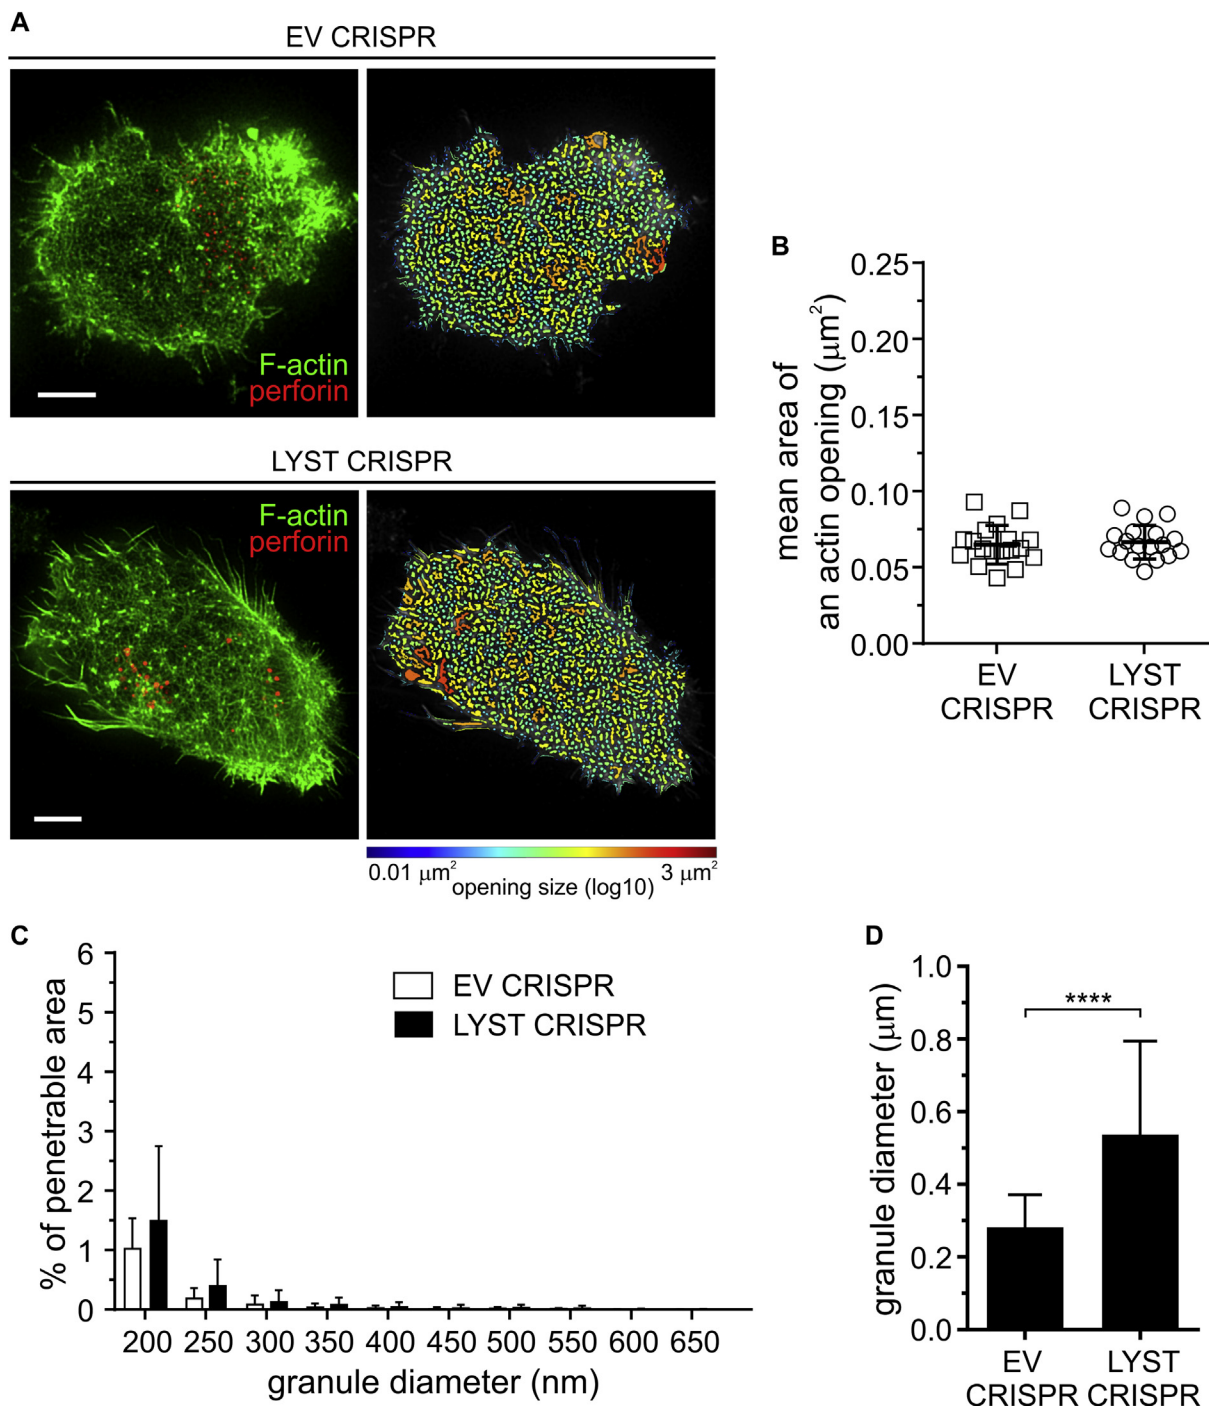 A
EV CRISPR
F-actin
perforin
LYST CRISPR
F-actin
perforin
0.01 μm²
3 μm²
opening size (log10)
B
mean area of
an actin opening (μm²)
0.25
0.20
0.15
0.10
0.05
0.00
EV
CRISPR
LYST
CRISPR
C
% of penetrable area
6
5
4
3
2
1
0
EV CRISPR
LYST CRISPR
200 250 300 350 400 450 500 550 600 650
granule diameter (nm)
D
granule diameter (μm)
1.0
0.8
0.6
0.4
0.2
0.0
****
EV
CRISPR
LYST
CRISPR